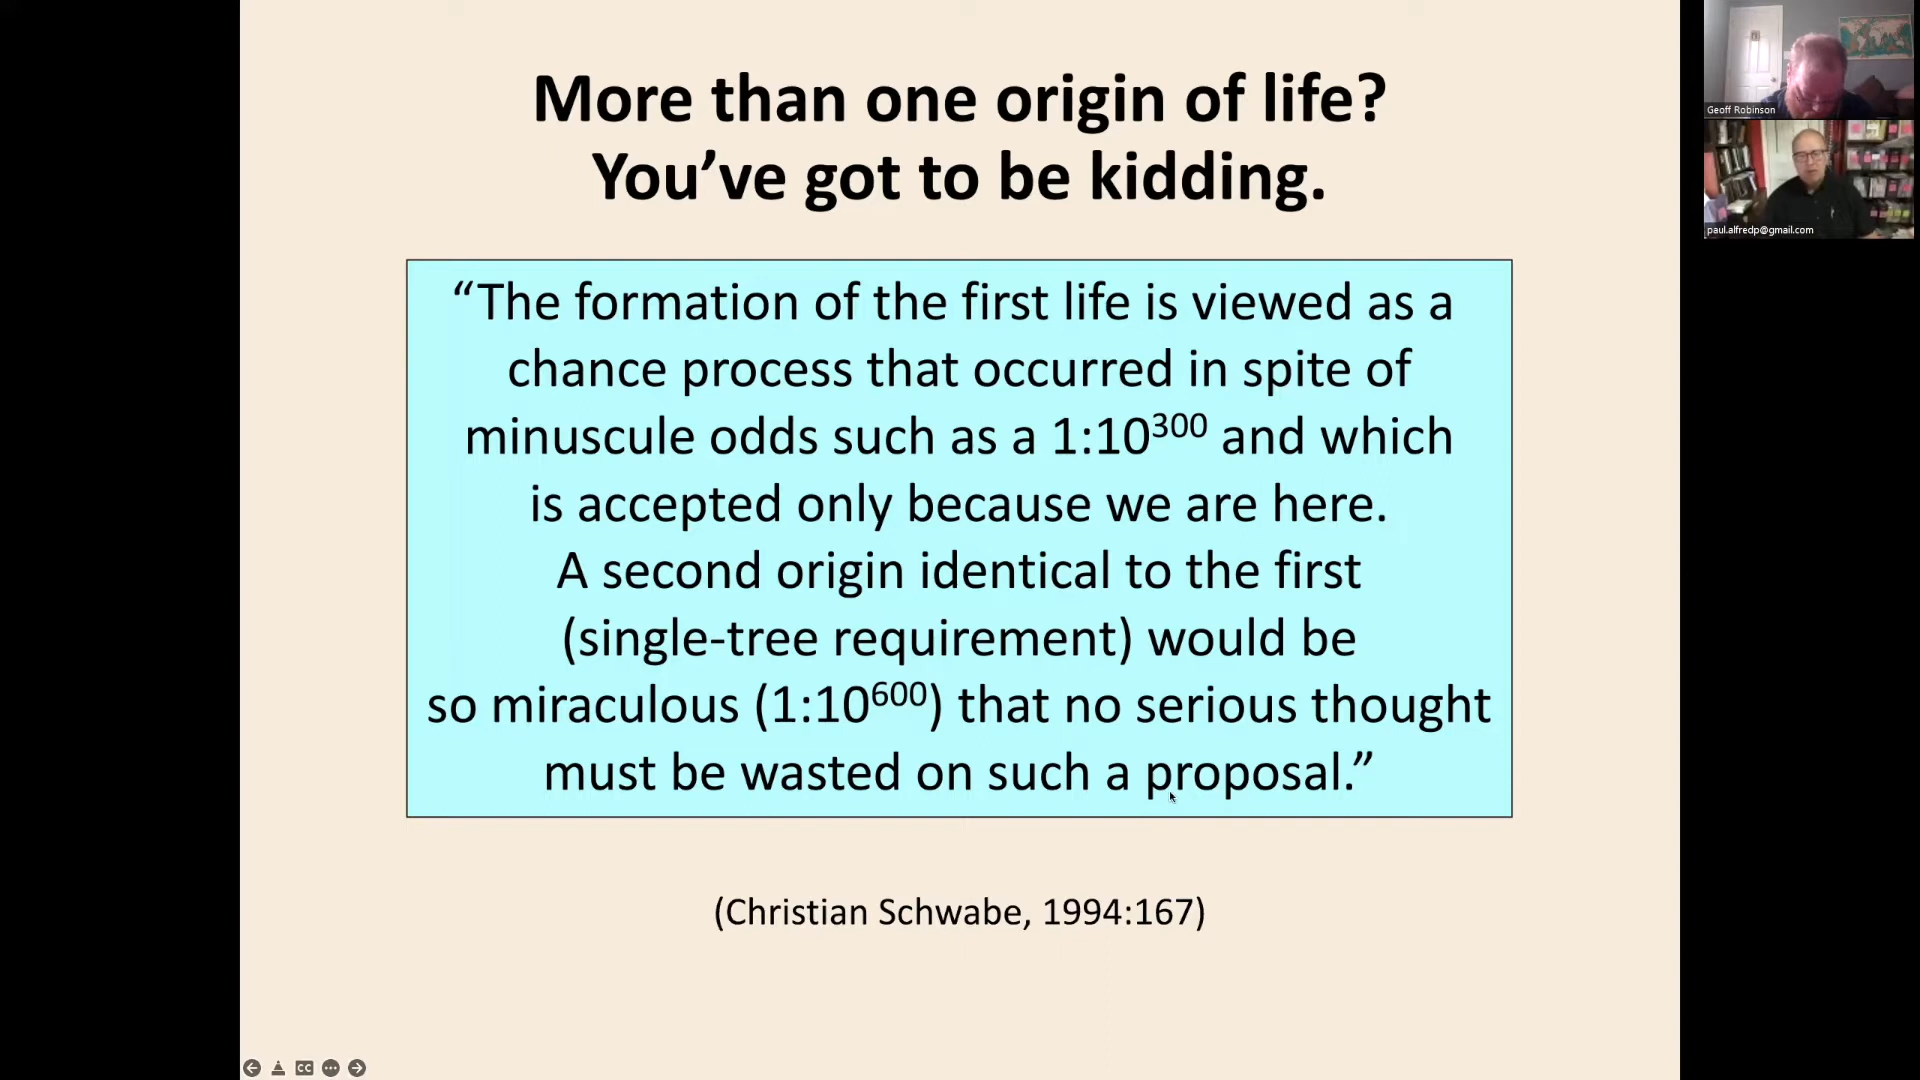 More than one origin of life?
You’ve got to be kidding.
“The formation of the first life is viewed as a
chance process that occurred in spite of
minuscule odds such as a 1:10³⁰⁰ and which
is accepted only because we are here.
A second origin identical to the first
(single-tree requirement) would be
so miraculous (1:10⁶⁰⁰) that no serious thought
must be wasted on such a proposal.”
(Christian Schwabe, 1994:167)
Geoff Robinson
paul.alfredp@gmail.com
CC